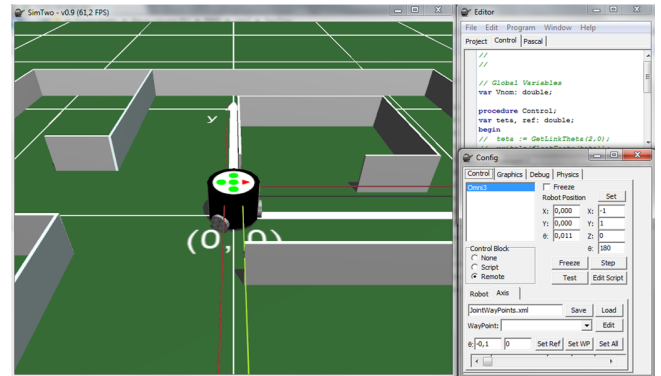 SimTwo - v0.9 (61,2 FPS)
y
(0, 0)
Editor
File Edit Program Window Help
Project Control Pascal
//
//
// Global Variables
var Vnom: double;
procedure Control;
var teta, ref: double;
begin
// teta := GetLinkTheta(2,0);
Config
Control Graphics Debug Physics
Omni3
Freeze
Robot Position Set
X: 0,000 X: -1
Y: 0,000 Y: 1
θ: 0,011 Z: 0
θ: 180
Control Block
None
Script
Remote
Freeze Step
Test Edit Script
Robot Axis
JointWayPoints.xml Save Load
WayPoint: Edit
θ: -0,1 0 Set Ref Set WP Set All